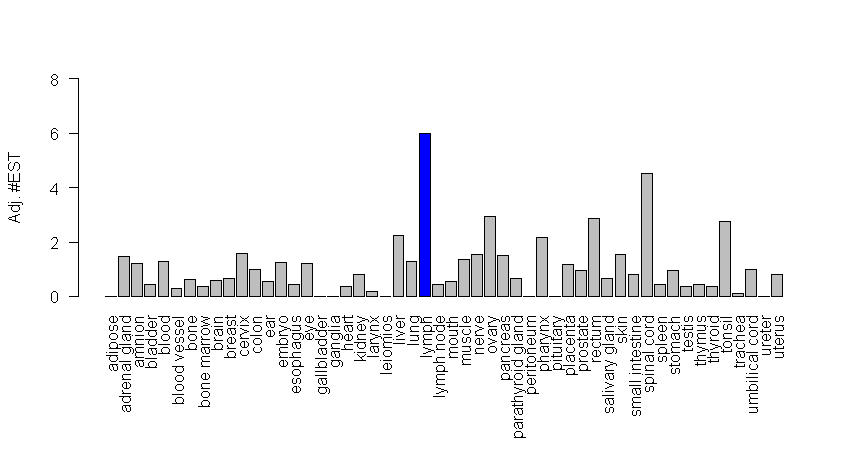 Adj. #EST
8
6
4
2
0
adipose
adrenal gland
amnion
bladder
blood
blood vessel
bone
bone marrow
brain
breast
cervix
colon
ear
embryo
esophagus
eye
gallbladder
ganglia
heart
kidney
larynx
leiomios
liver
lung
lymph
lymph node
mouth
muscle
nerve
ovary
pancreas
parathyroid gland
peritoneum
pharynx
pituitary
placenta
prostate
rectum
salivary gland
skin
small intestine
spinal cord
spleen
stomach
testis
thymus
thyroid
tonsil
trachea
umbilical cord
ureter
uterus